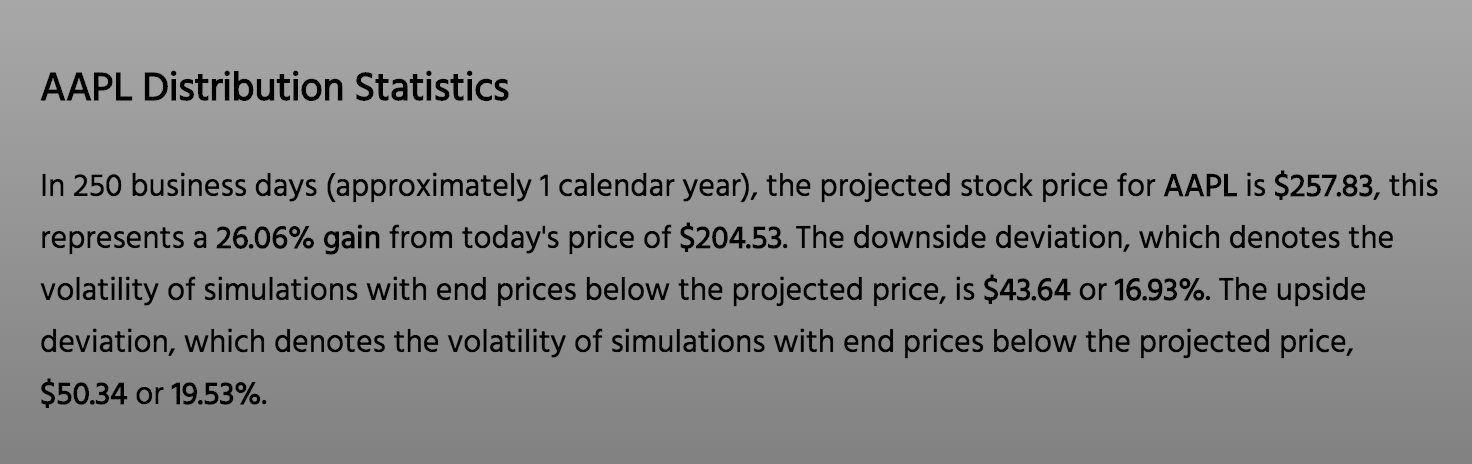 AAPL Distribution Statistics
In 250 business days (approximately 1 calendar year), the projected stock price for AAPL is $257.83, this
represents a 26.06% gain from today's price of $204.53. The downside deviation, which denotes the
volatility of simulations with end prices below the projected price, is $43.64 or 16.93%. The upside
deviation, which denotes the volatility of simulations with end prices below the projected price,
$50.34 or 19.53%.